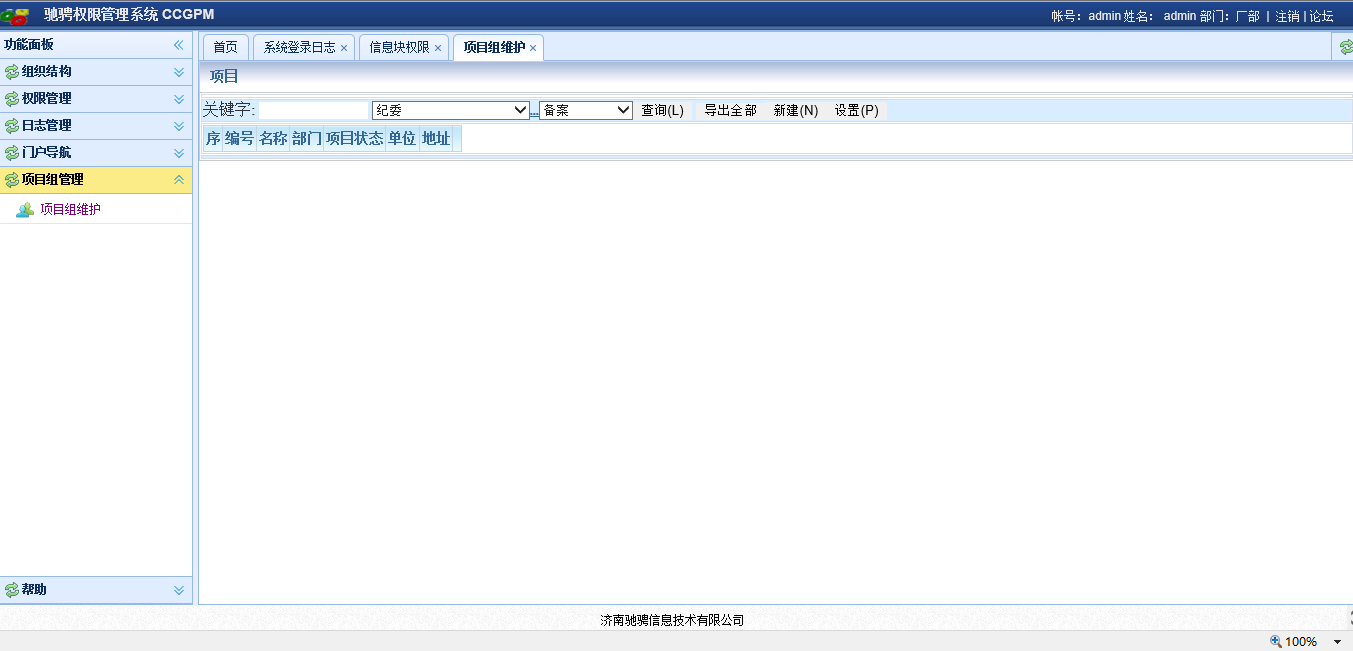 驰骋权限管理系统 CCGPM
帐号：admin 姓名： admin 部门：厂部 | 注销 | 论坛
功能面板
组织结构
权限管理
日志管理
门户导航
项目组管理
项目组维护
帮助
首页 系统登录日志 × 信息块权限 × 项目组维护 ×
项目
关键字: 纪委 ... 备案 查询(L) 导出全部 新建(N) 设置(P)
序 编号 名称 部门 项目状态 单位 地址
济南驰骋信息技术有限公司
100%